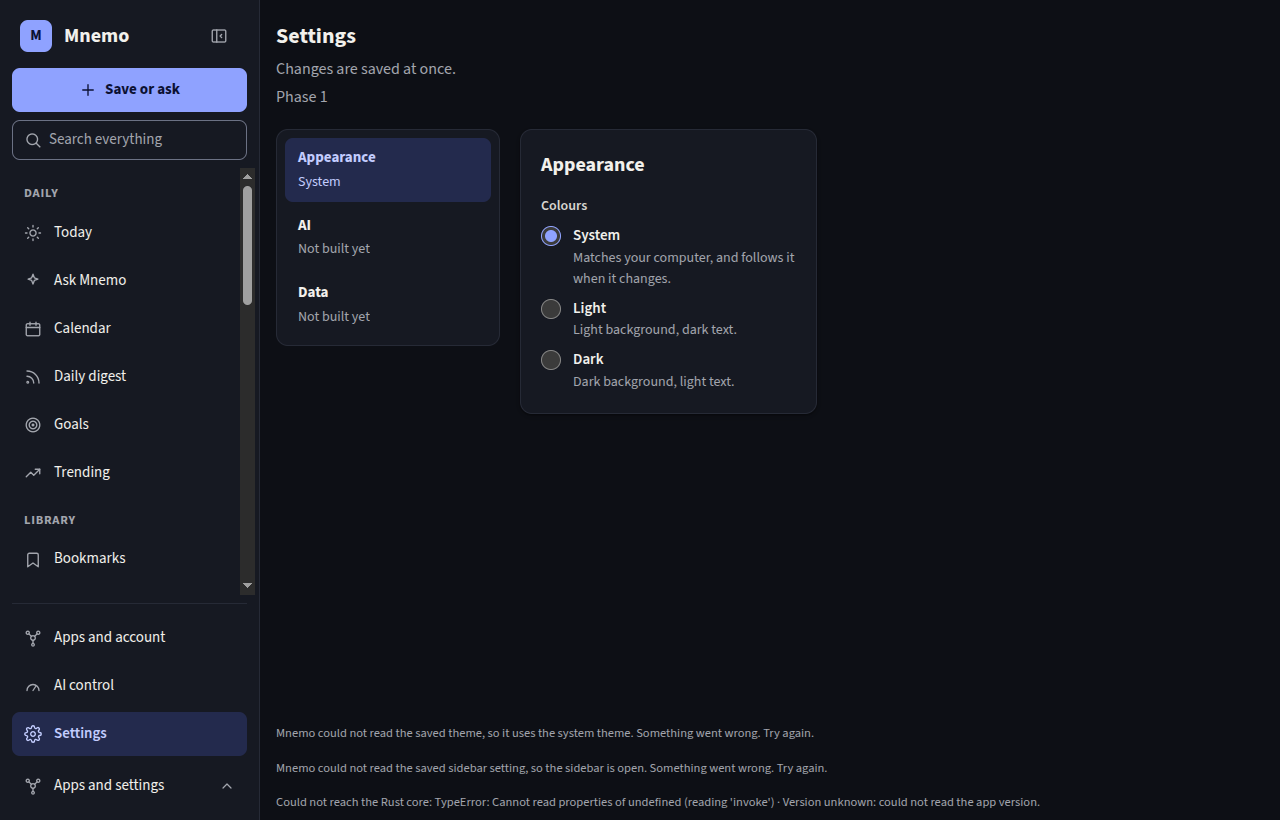 M
Mnemo
Save or ask
Search everything
DAILY
Today
Ask Mnemo
Calendar
Daily digest
Goals
Trending
LIBRARY
Bookmarks
Apps and account
AI control
Settings
Apps and settings
Settings
Changes are saved at once.
Phase 1
Appearance
System
AI
Not built yet
Data
Not built yet
Appearance
Colours
System
Matches your computer, and follows it
when it changes.
Light
Light background, dark text.
Dark
Dark background, light text.
Mnemo could not read the saved theme, so it uses the system theme. Something went wrong. Try again.
Mnemo could not read the saved sidebar setting, so the sidebar is open. Something went wrong. Try again.
Could not reach the Rust core: TypeError: Cannot read properties of undefined (reading 'invoke') · Version unknown: could not read the app version.